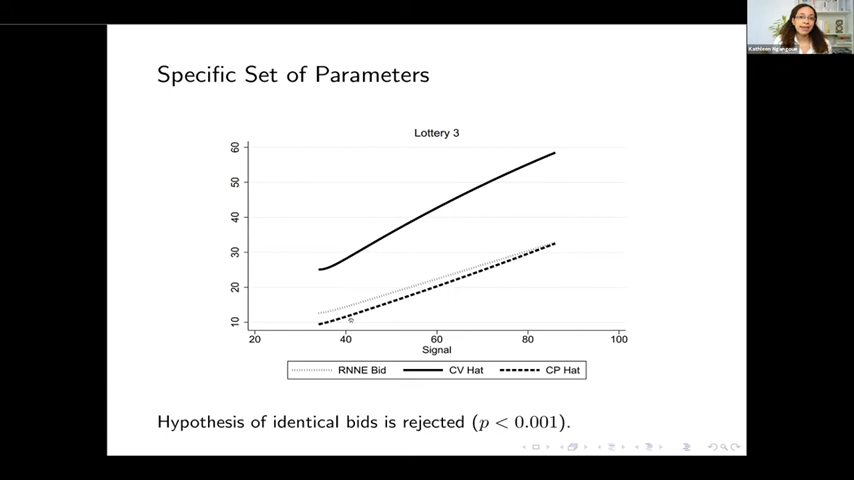 Kathleen Ngangoué
Specific Set of Parameters
Lottery 3
60
50
40
30
20
10
20 40 60 80 100
Signal
RNNE Bid CV Hat CP Hat
Hypothesis of identical bids is rejected (p < 0.001).